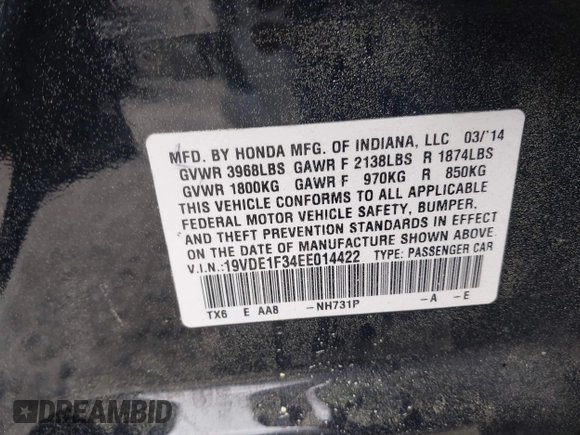 MFD. BY HONDA MFG. OF INDIANA, LLC 03/'14
GVWR 3968LBS GAWR F 2138LBS R 1874LBS
GVWR 1800KG GAWR F 970KG R 850KG
THIS VEHICLE CONFORMS TO ALL APPLICABLE
FEDERAL MOTOR VEHICLE SAFETY, BUMPER,
AND THEFT PREVENTION STANDARDS IN EFFECT
ON THE DATE OF MANUFACTURE SHOWN ABOVE.
V.I.N.:19VDE1F34EE014422 TYPE: PASSENGER CAR
TX6 E AA8 -NH731P -A -E
DREAMBID